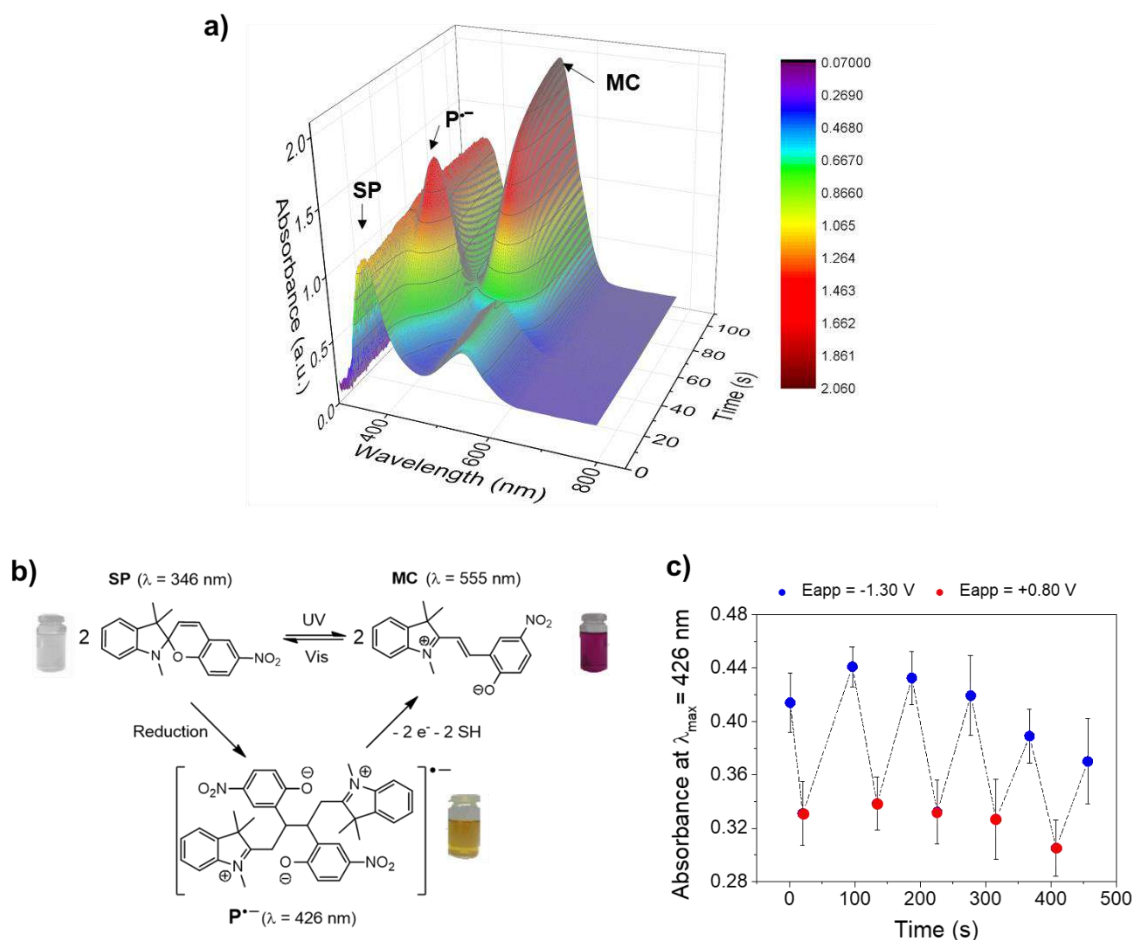 a)
MC
P•−
SP
2.0
1.5
1.0
0.5
0.0
Absorbance (a.u.)
400
600
800
Wavelength (nm)
0
20
40
60
80
100
Time (s)
0.07000
0.2690
0.4680
0.6670
0.8660
1.065
1.264
1.463
1.662
1.861
2.060
b)
SP (λ = 346 nm)
MC (λ = 555 nm)
2
N
O
NO2
UV
Vis
2
N
+
NO2
O
⊖
Reduction
- 2 e- - 2 SH
•−
O2N
O
⊖
N
+
N
+
O
⊖
NO2
P•− (λ = 426 nm)
c)
Eapp = -1.30 V
Eapp = +0.80 V
0.48
0.44
0.40
0.36
0.32
0.28
Absorbance at λmax = 426 nm
0
100
200
300
400
500
Time (s)